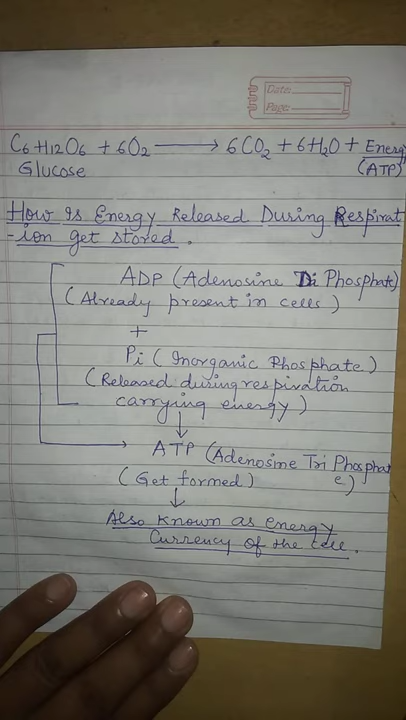 Date:
Page:
C6H12O6 + 6O2 → 6CO2 + 6H2O + Energy
Glucose (ATP)
How Is Energy Released During Respirat
-ion get stored.
ADP (Adenosine Di Phosphate)
(Already present in cells)
+
Pi (Inorganic Phosphate)
(Released during respiration
carrying energy)
↓
→ ATP (Adenosine Tri Phosphat
(Get formed) e)
↓
Also known as energy
Currency of the cell.